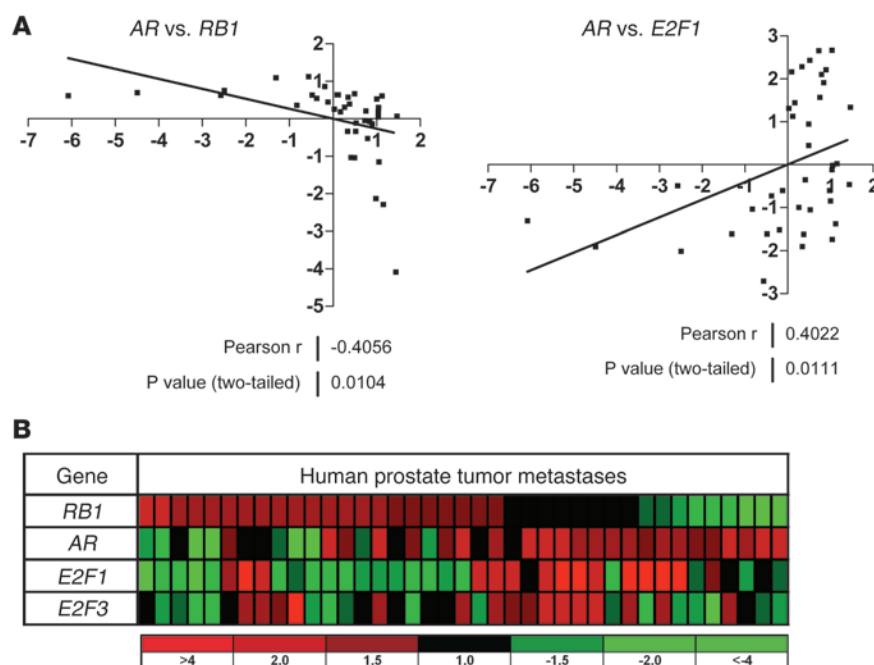 A
AR vs. RB1
AR vs. E2F1
2
1
-7 -6 -5 -4 -3 -2 -1 0 1 2
-1
-2
-3
-4
-5
3
2
1
-7 -6 -5 -4 -3 -2 -1 0 1 2
-1
-2
-3
Pearson r -0.4056
P value (two-tailed) 0.0104
Pearson r 0.4022
P value (two-tailed) 0.0111
B
Gene Human prostate tumor metastases
RB1
AR
E2F1
E2F3
>4 2.0 1.5 1.0 -1.5 -2.0 <-4